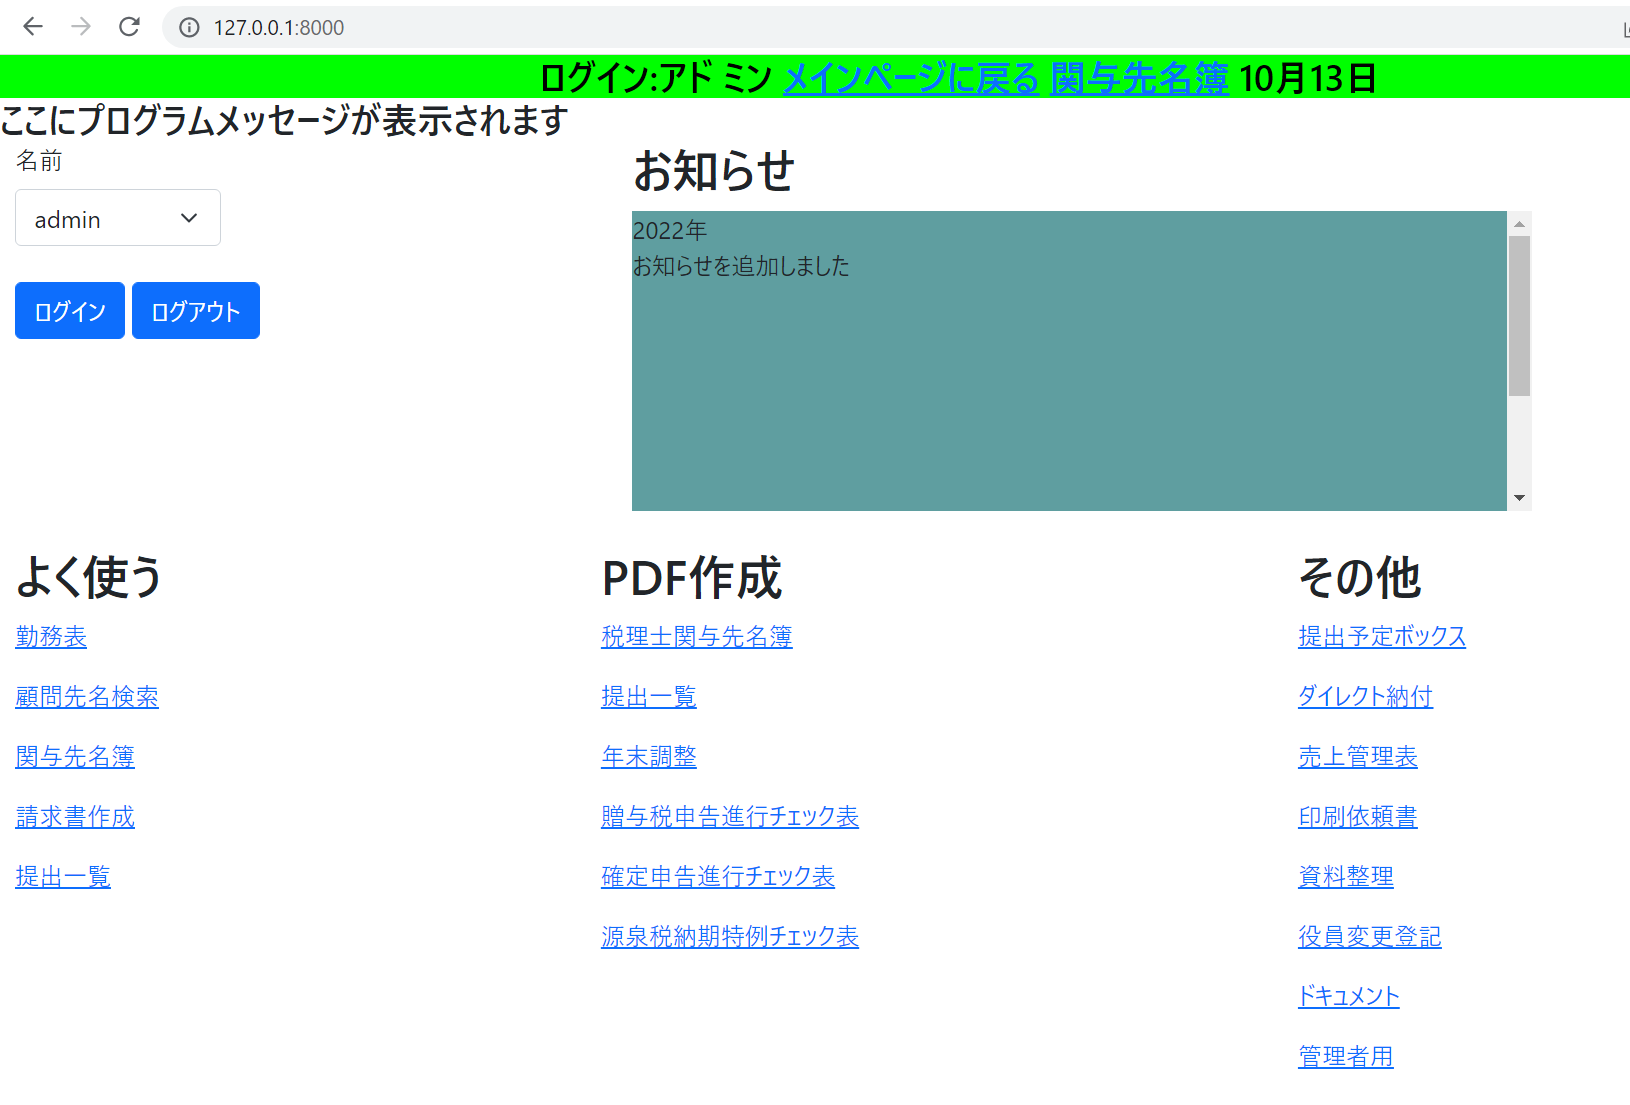 127.0.0.1:8000
ログイン:アド ミン メインページに戻る 関与先名簿 10月13日
ここにプログラムメッセージが表示されます
名前
admin
ログイン ログアウト
お知らせ
2022年
お知らせを追加しました
よく使う
勤務表
顧問先名検索
関与先名簿
請求書作成
提出一覧
PDF作成
税理士関与先名簿
提出一覧
年末調整
贈与税申告進行チェック表
確定申告進行チェック表
源泉税納期特例チェック表
その他
提出予定ボックス
ダイレクト納付
売上管理表
印刷依頼書
資料整理
役員変更登記
ドキュメント
管理者用